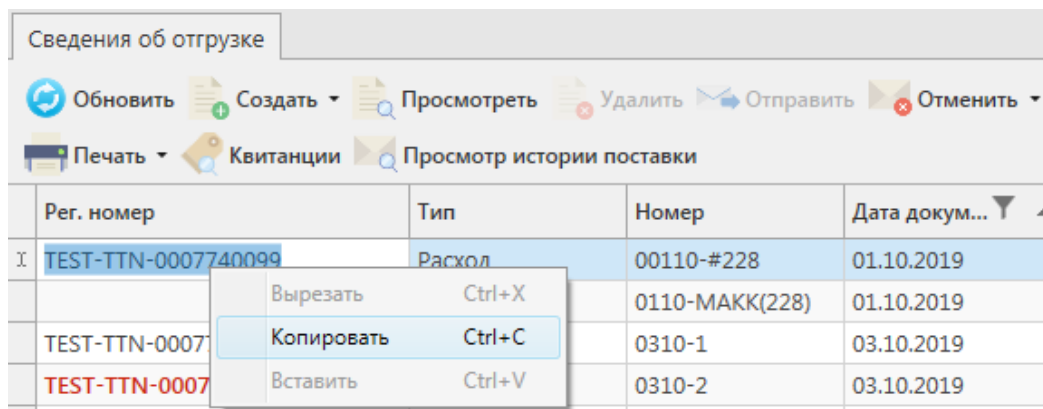 Сведения об отгрузке
Обновить Создать Просмотреть Удалить Отправить Отменить
Печать Квитанции Просмотр истории поставки
Рег. номер Тип Номер Дата докум...
TEST-TTN-0007740099 Расход 00110-#228 01.10.2019
Вырезать Ctrl+X 0110-МАКК(228) 01.10.2019
TEST-TTN-0007 Копировать Ctrl+C 0310-1 03.10.2019
TEST-TTN-0007 Вставить Ctrl+V 0310-2 03.10.2019